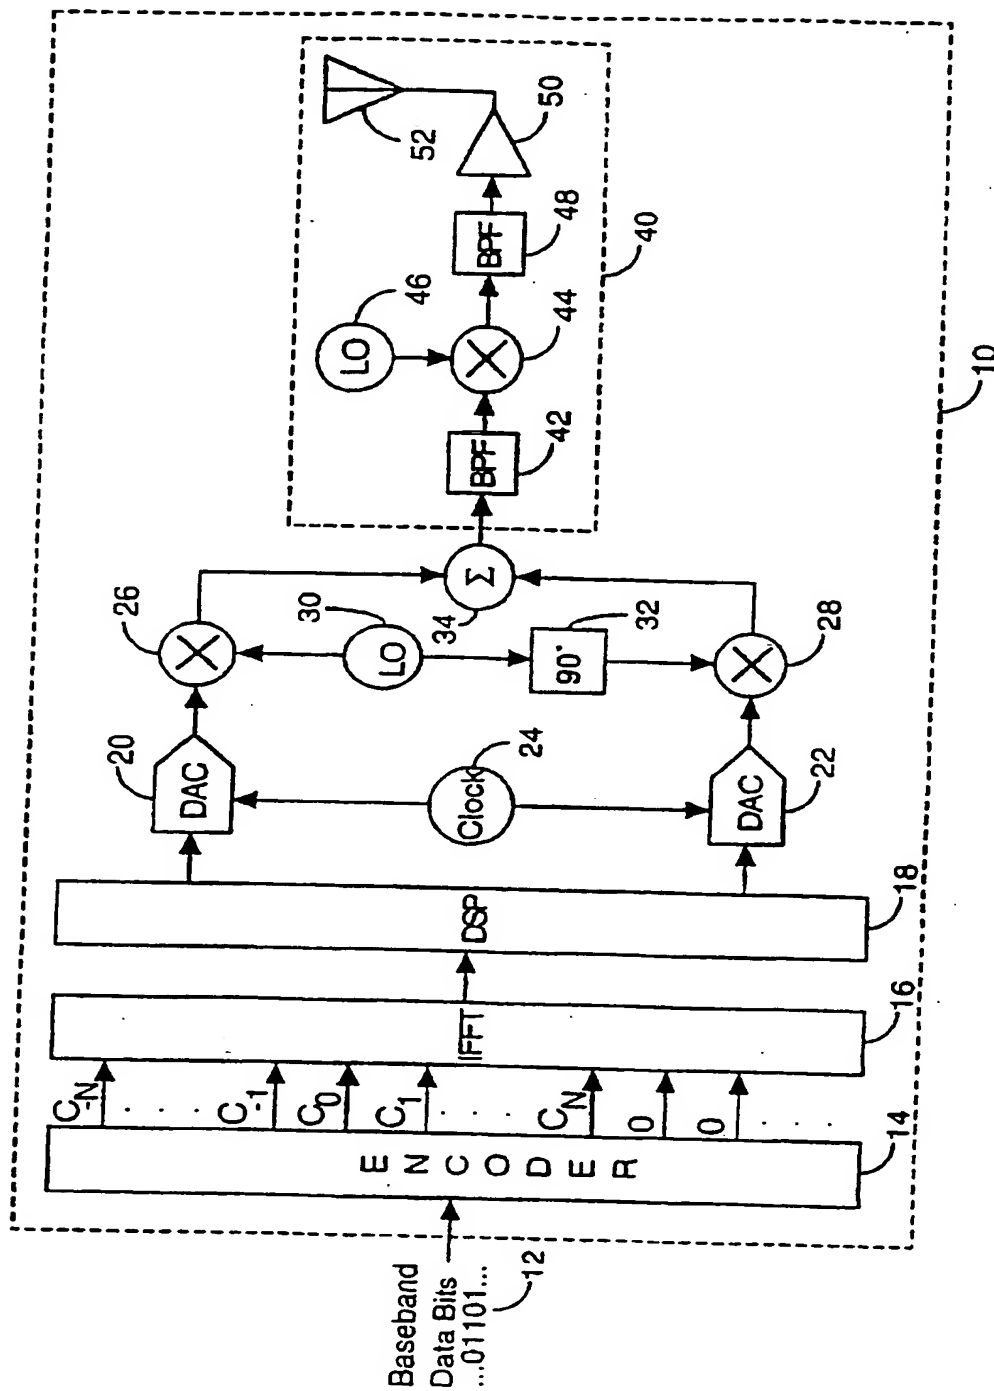 Baseband
Data Bits
...01101...
12
ENCODER
14
C-N
. . . .
C-1
C0
C1
. . . .
CN
0
0
. . . .
IFFT
16
DSP
18
DAC
20
DAC
22
Clock
24
26
28
LO
30
90°
32
Σ
34
BPF
42
44
LO
46
BPF
48
50
52
40
10